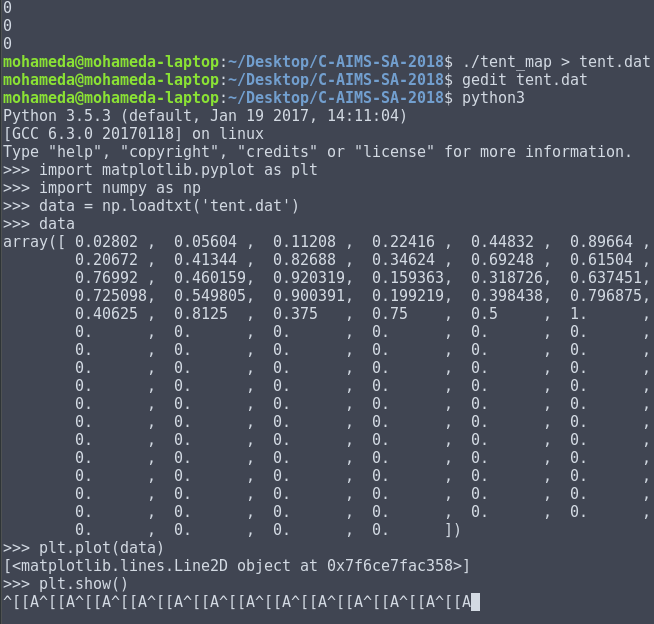 0
0
0
mohameda@mohameda-laptop:~/Desktop/C-AIMS-SA-2018$ ./tent_map > tent.dat
mohameda@mohameda-laptop:~/Desktop/C-AIMS-SA-2018$ gedit tent.dat
mohameda@mohameda-laptop:~/Desktop/C-AIMS-SA-2018$ python3
Python 3.5.3 (default, Jan 19 2017, 14:11:04)
[GCC 6.3.0 20170118] on linux
Type "help", "copyright", "credits" or "license" for more information.
>>> import matplotlib.pyplot as plt
>>> import numpy as np
>>> data = np.loadtxt('tent.dat')
>>> data
array([ 0.02802 ,  0.05604 ,  0.11208 ,  0.22416 ,  0.44832 ,  0.89664 ,
        0.20672 ,  0.41344 ,  0.82688 ,  0.34624 ,  0.69248 ,  0.61504 ,
        0.76992 ,  0.460159,  0.920319,  0.159363,  0.318726,  0.637451,
        0.725098,  0.549805,  0.900391,  0.199219,  0.398438,  0.796875,
        0.40625 ,  0.8125  ,  0.375   ,  0.75    ,  0.5     ,  1.      ,
        0.      ,  0.      ,  0.      ,  0.      ,  0.      ,  0.      ,
        0.      ,  0.      ,  0.      ,  0.      ,  0.      ,  0.      ,
        0.      ,  0.      ,  0.      ,  0.      ,  0.      ,  0.      ,
        0.      ,  0.      ,  0.      ,  0.      ,  0.      ,  0.      ,
        0.      ,  0.      ,  0.      ,  0.      ,  0.      ,  0.      ,
        0.      ,  0.      ,  0.      ,  0.      ,  0.      ,  0.      ,
        0.      ,  0.      ,  0.      ,  0.      ,  0.      ,  0.      ,
        0.      ,  0.      ,  0.      ,  0.      ,  0.      ,  0.      ,
        0.      ,  0.      ,  0.      ,  0.      ,  0.      ,  0.      ,
        0.      ,  0.      ,  0.      ,  0.      ,  0.      ,  0.      ,
        0.      ,  0.      ,  0.      ,  0.      ,  0.      ,  0.      ,
        0.      ,  0.      ,  0.      ,  0.      ])
>>> plt.plot(data)
[<matplotlib.lines.Line2D object at 0x7f6ce7fac358>]
>>> plt.show()
^[[A^[[A^[[A^[[A^[[A^[[A^[[A^[[A^[[A^[[A^[[A^[[A^[[A